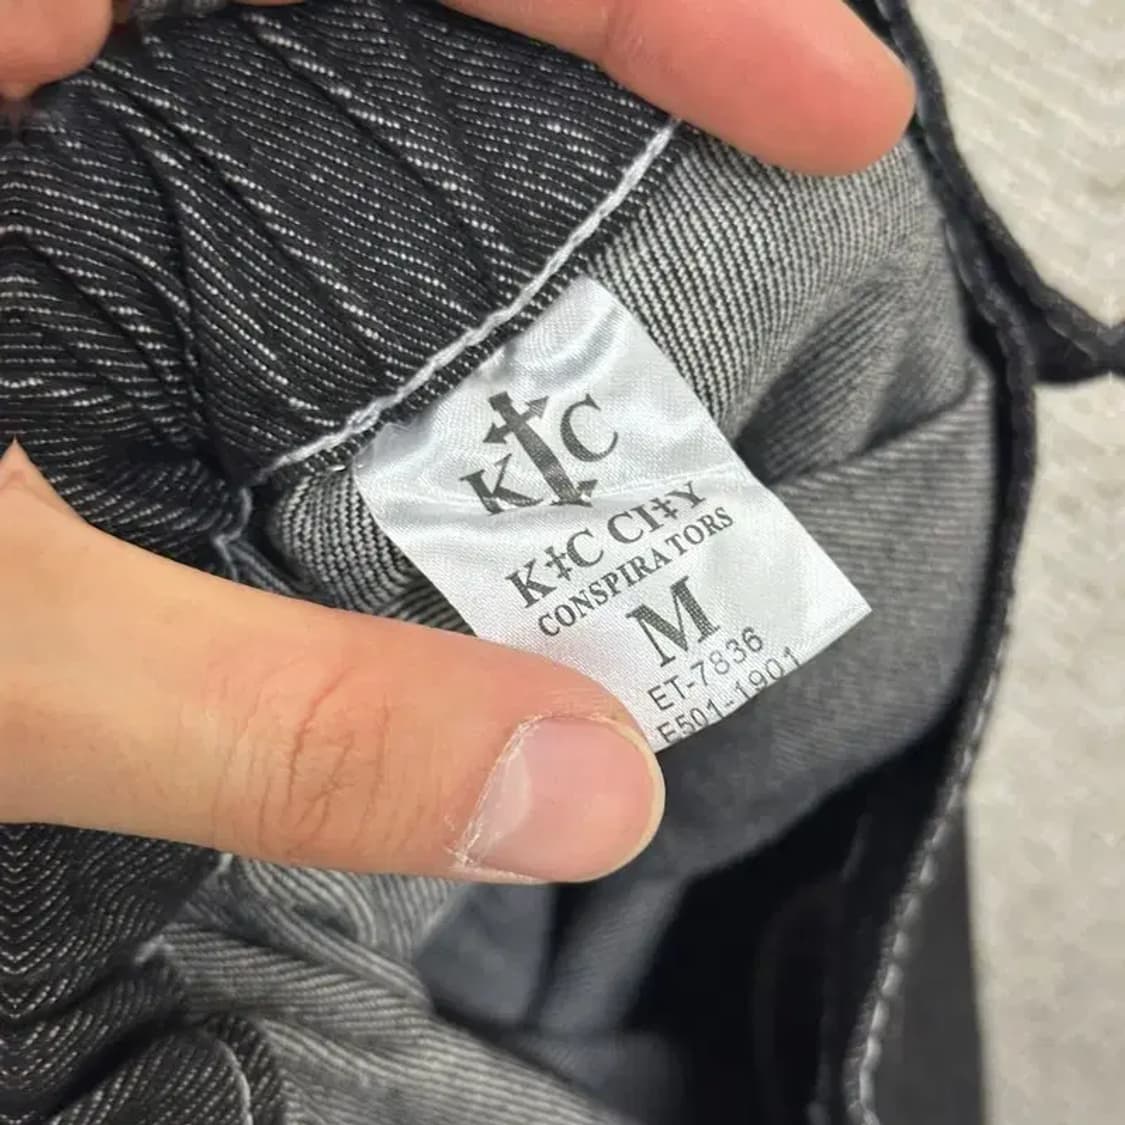 K‡C
K‡C CI‡Y
CONSPIRATORS
M
ET-7836
E501-1901